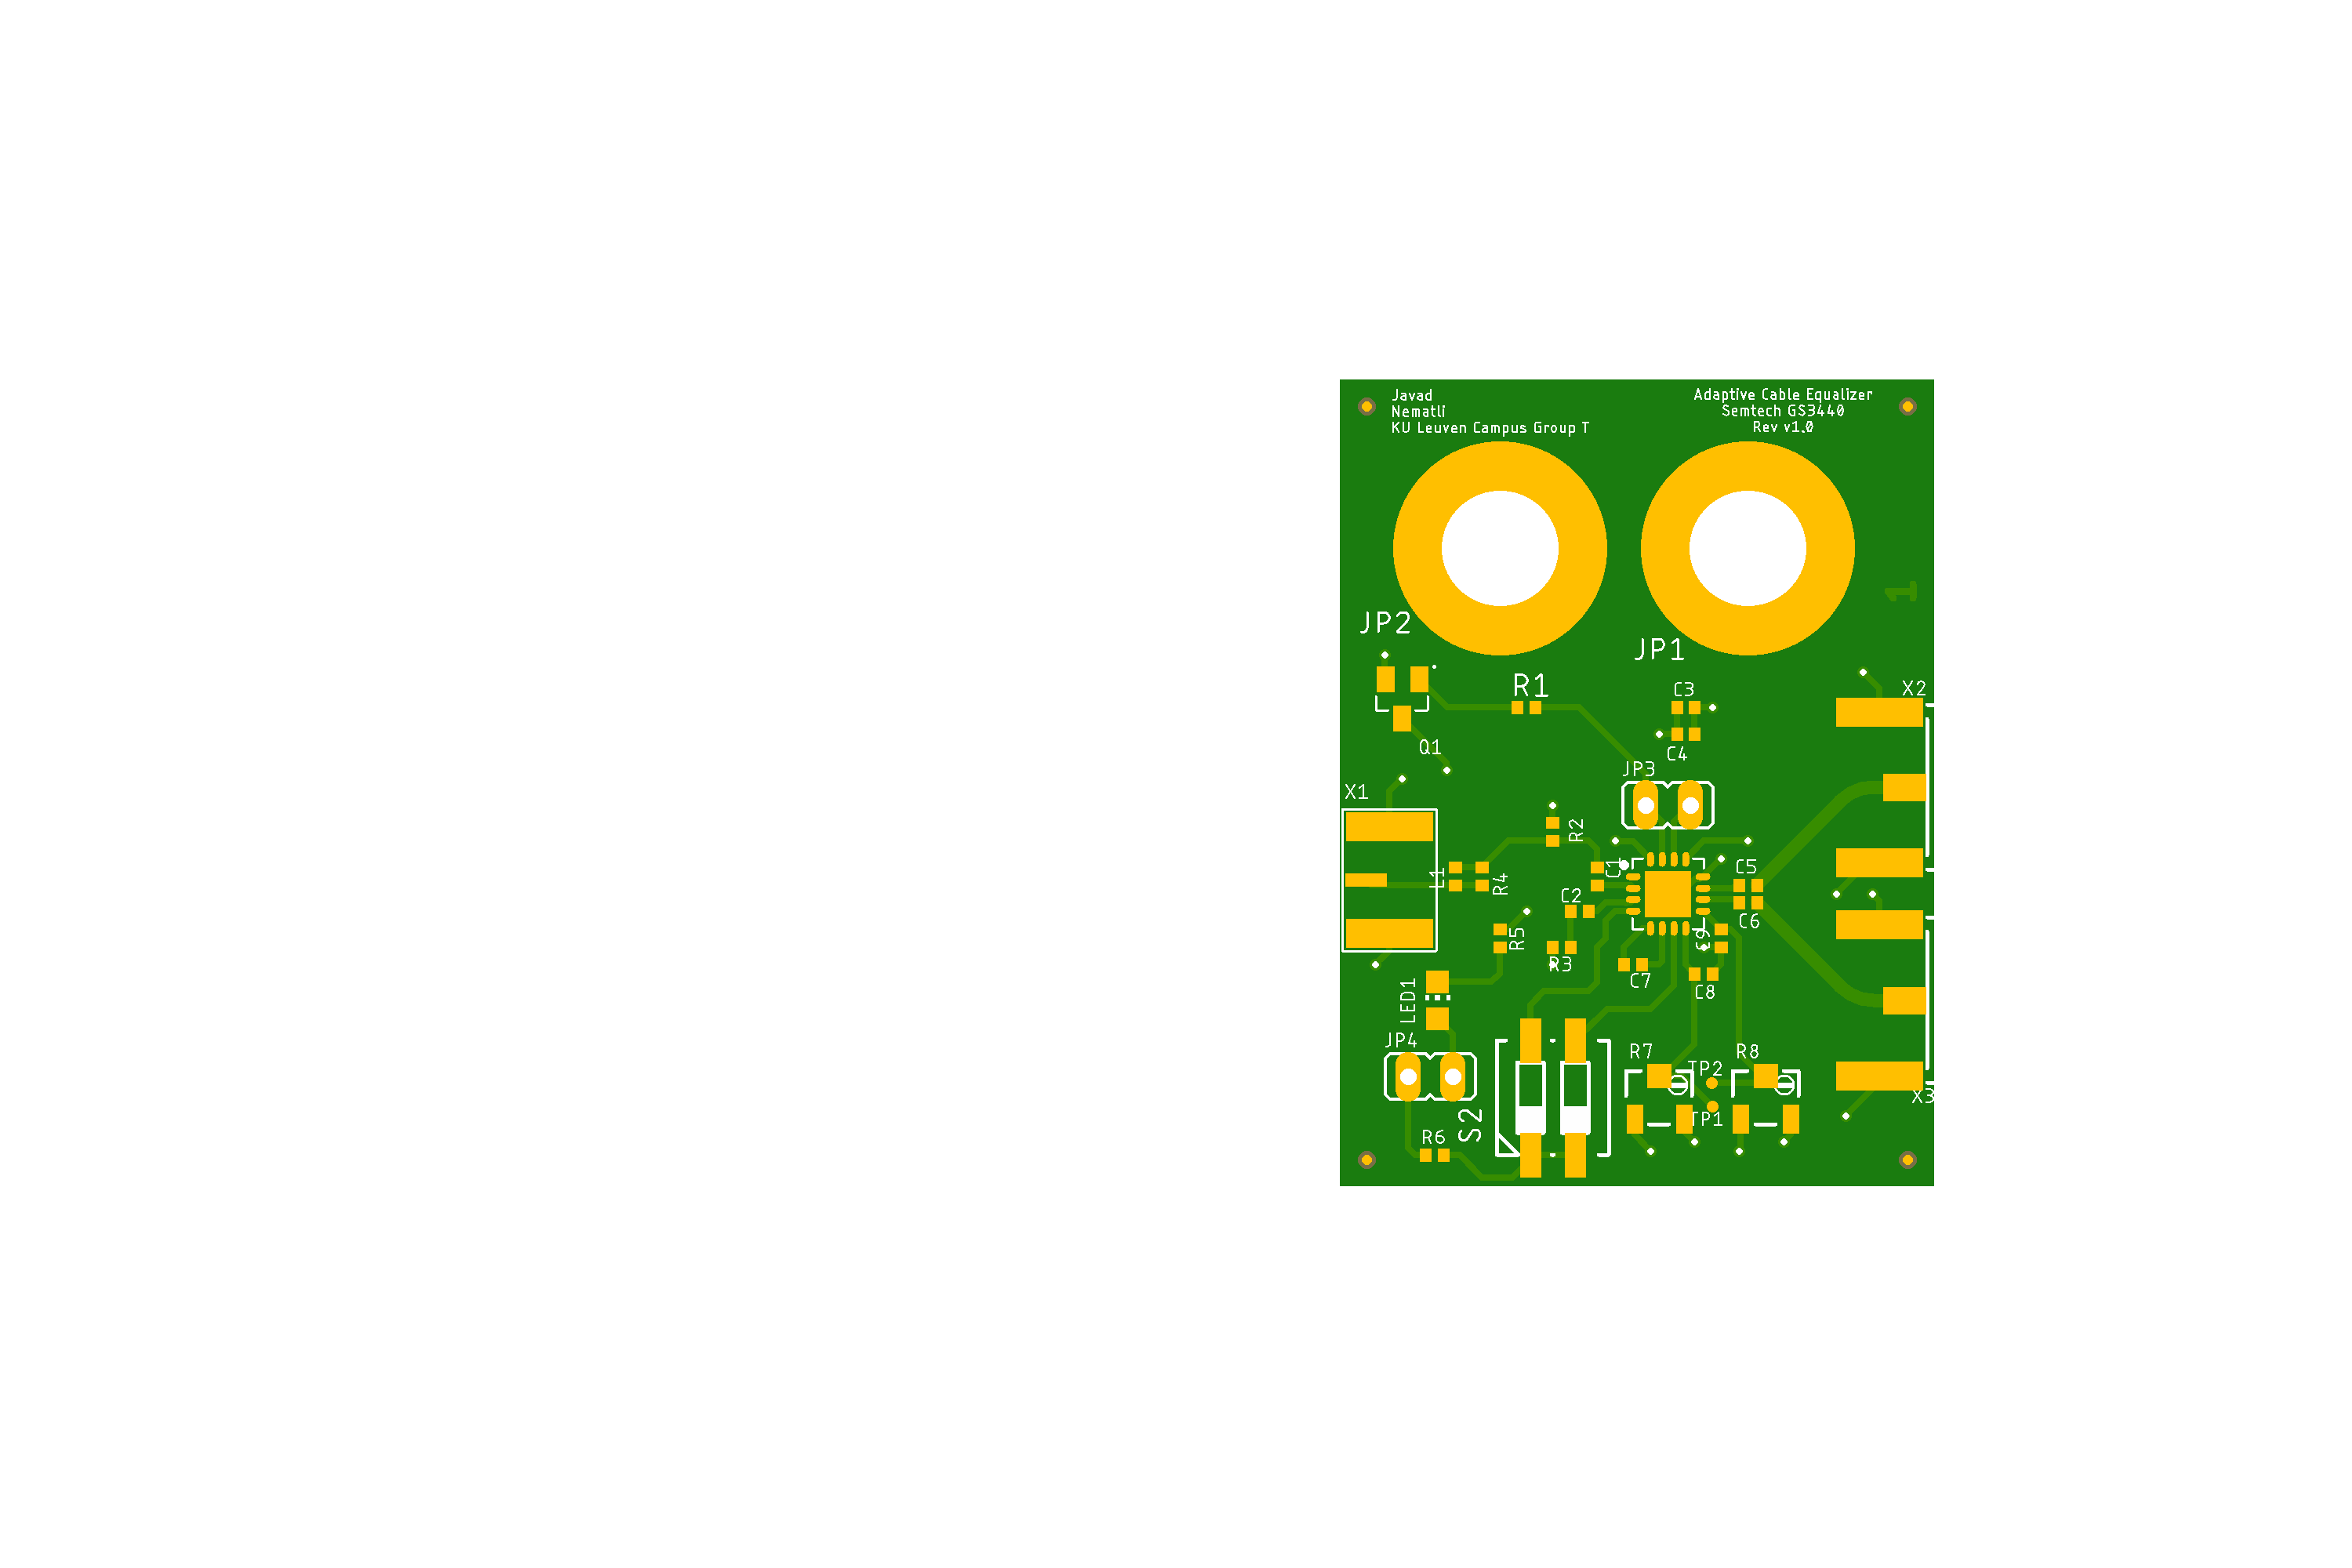 Javad
Nematli
KU Leuven Campus Group T
Adaptive Cable Equalizer
Semtech GS3440
Rev v1.0
1
JP2
JP1
R1
C3
X2
Q1
C4
JP3
X1
R2
C1
C5
L1
R4
C2
C6
R5
C9
R3
C7
C8
LED1
JP4
R7
R8
TP2
X3
S2
TP1
R6